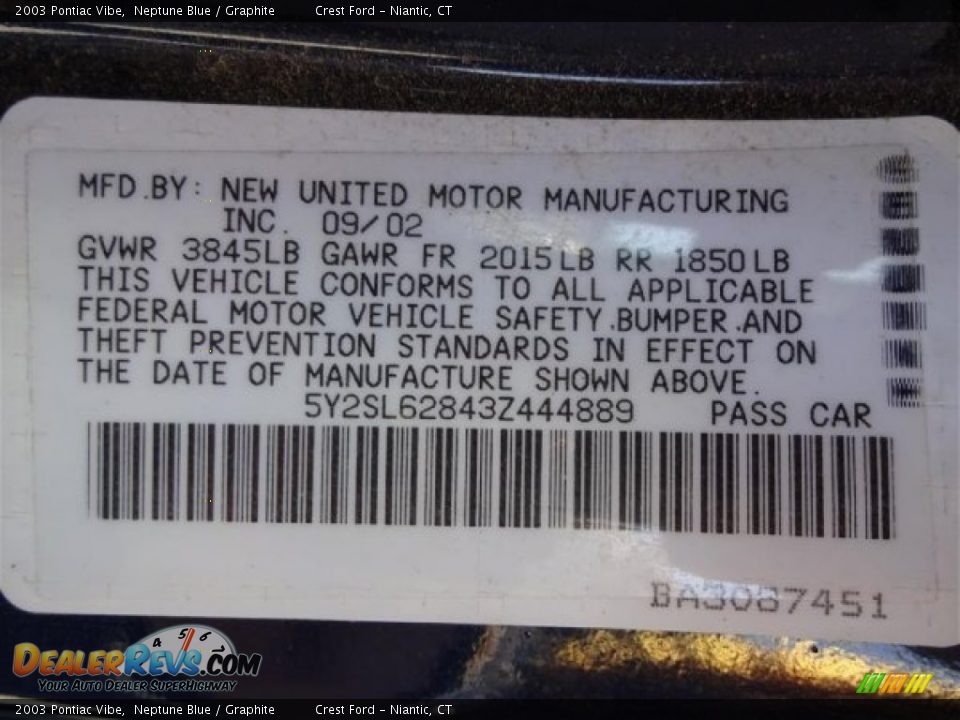 2003 Pontiac Vibe, Neptune Blue / Graphite Crest Ford - Niantic, CT
MFD.BY: NEW UNITED MOTOR MANUFACTURING
INC. 09/02
GVWR 3845LB GAWR FR 2015LB RR 1850LB
THIS VEHICLE CONFORMS TO ALL APPLICABLE
FEDERAL MOTOR VEHICLE SAFETY.BUMPER.AND
THEFT PREVENTION STANDARDS IN EFFECT ON
THE DATE OF MANUFACTURE SHOWN ABOVE.
5Y2SL62843Z444889 PASS CAR
BA3087451
4 5 6
DealerRevs.com
Your Auto Dealer SuperHighway
2003 Pontiac Vibe, Neptune Blue / Graphite Crest Ford - Niantic, CT